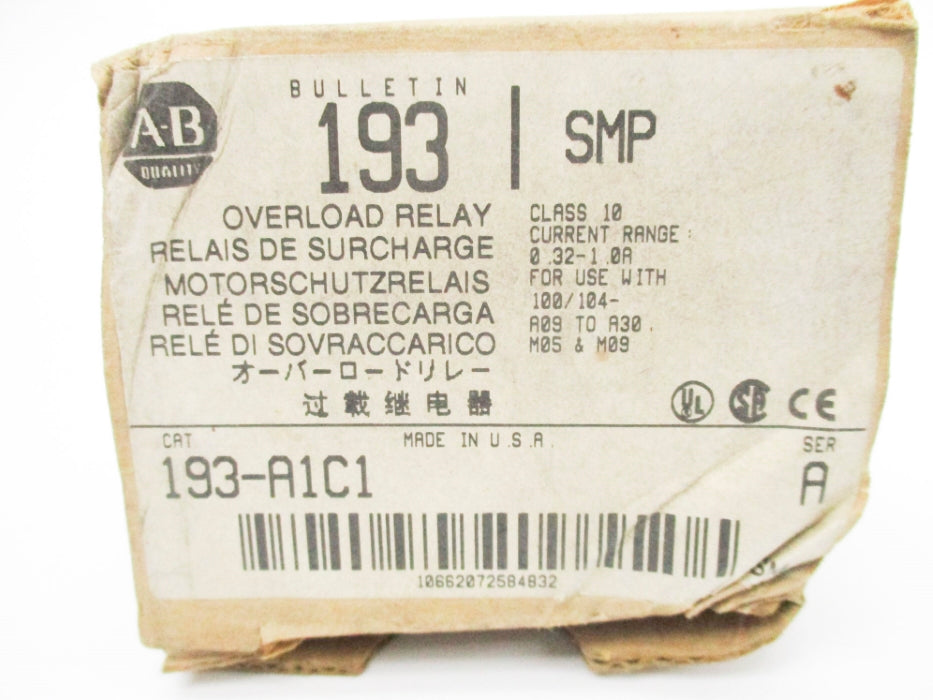 A-B
QUALITY
BULLETIN
193
SMP
OVERLOAD RELAY
RELAIS DE SURCHARGE
MOTORSCHUTZRELAIS
RELÉ DE SOBRECARGA
RELÉ DI SOVRACCARICO
オーバーロードリレー
过载继电器
CLASS 10
CURRENT RANGE:
0.32-1.0A
FOR USE WITH
100/104-
A09 TO A30.
M05 & M09
UL SA CE
CAT
MADE IN U.S.A.
SER
193-A1C1
A
10662072584832